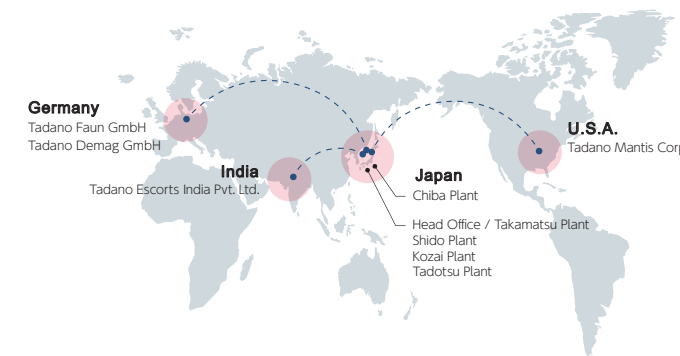 Germany
Tadano Faun GmbH
Tadano Demag GmbH
India
Tadano Escorts India Pvt. Ltd.
Japan
Chiba Plant
Head Office / Takamatsu Plant
Shido Plant
Kozai Plant
Tadotsu Plant
U.S.A.
Tadano Mantis Corp